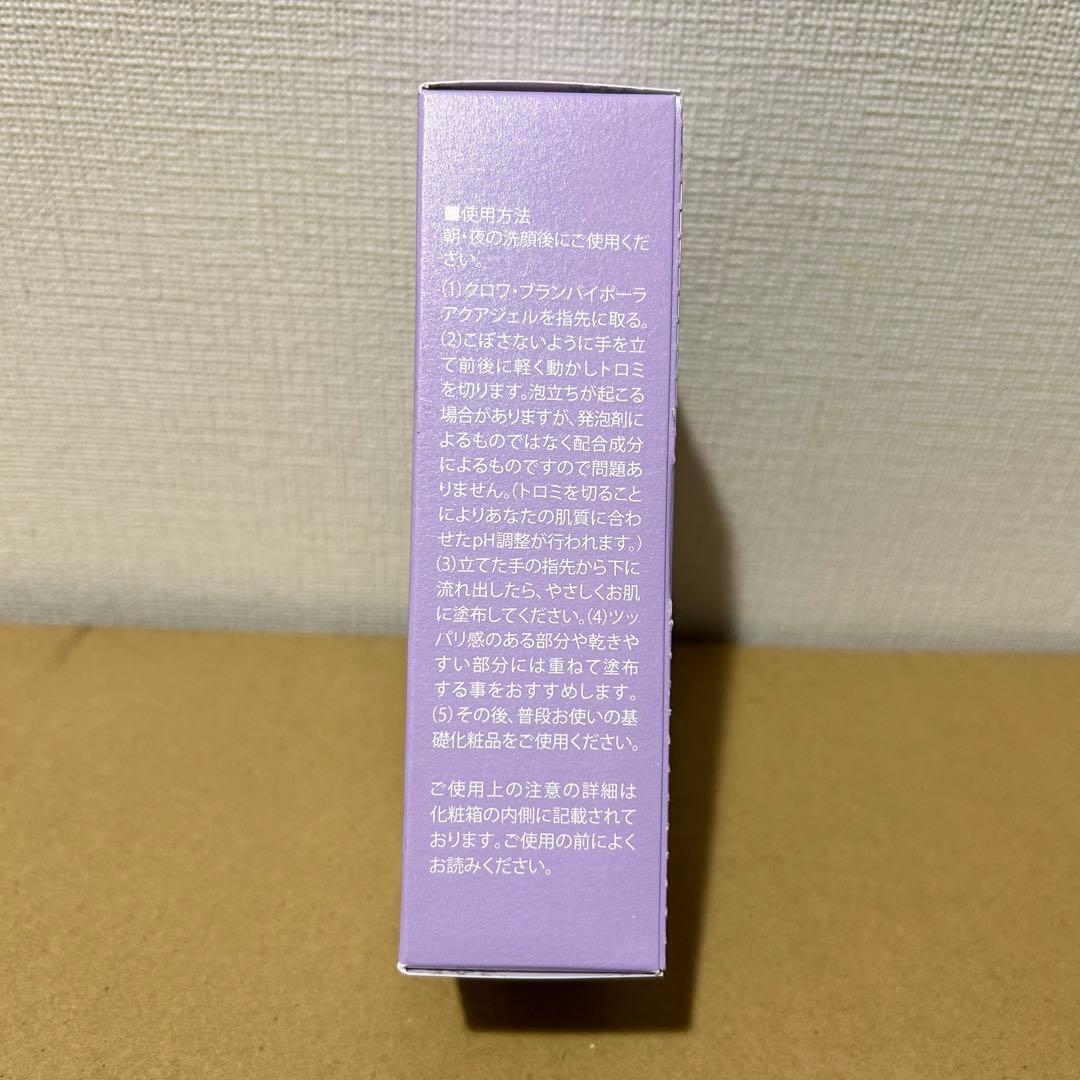 ■使用方法
朝・夜の洗顔後にご使用くだ
さい。
(1)クロワ・ブランバイポーラ
アクアジェルを指先に取る。
(2)こぼさないように手を立
て前後に軽く動かしトロミ
を切ります。泡立ちが起こる
場合がありますが、発泡剤に
よるものではなく配合成分
によるものですので問題あ
りません。(トロミを切ること
によりあなたの肌質に合わ
せたpH調整が行われます。)
(3)立てた手の指先から下に
流れ出したら、やさしくお肌
に塗布してください。(4)ツッ
パリ感のある部分や乾きや
すい部分には重ねて塗布
する事をおすすめします。
(5)その後、普段お使いの基
礎化粧品をご使用ください。
ご使用上の注意の詳細は
化粧箱の内側に記載されて
おります。ご使用の前によく
お読みください。